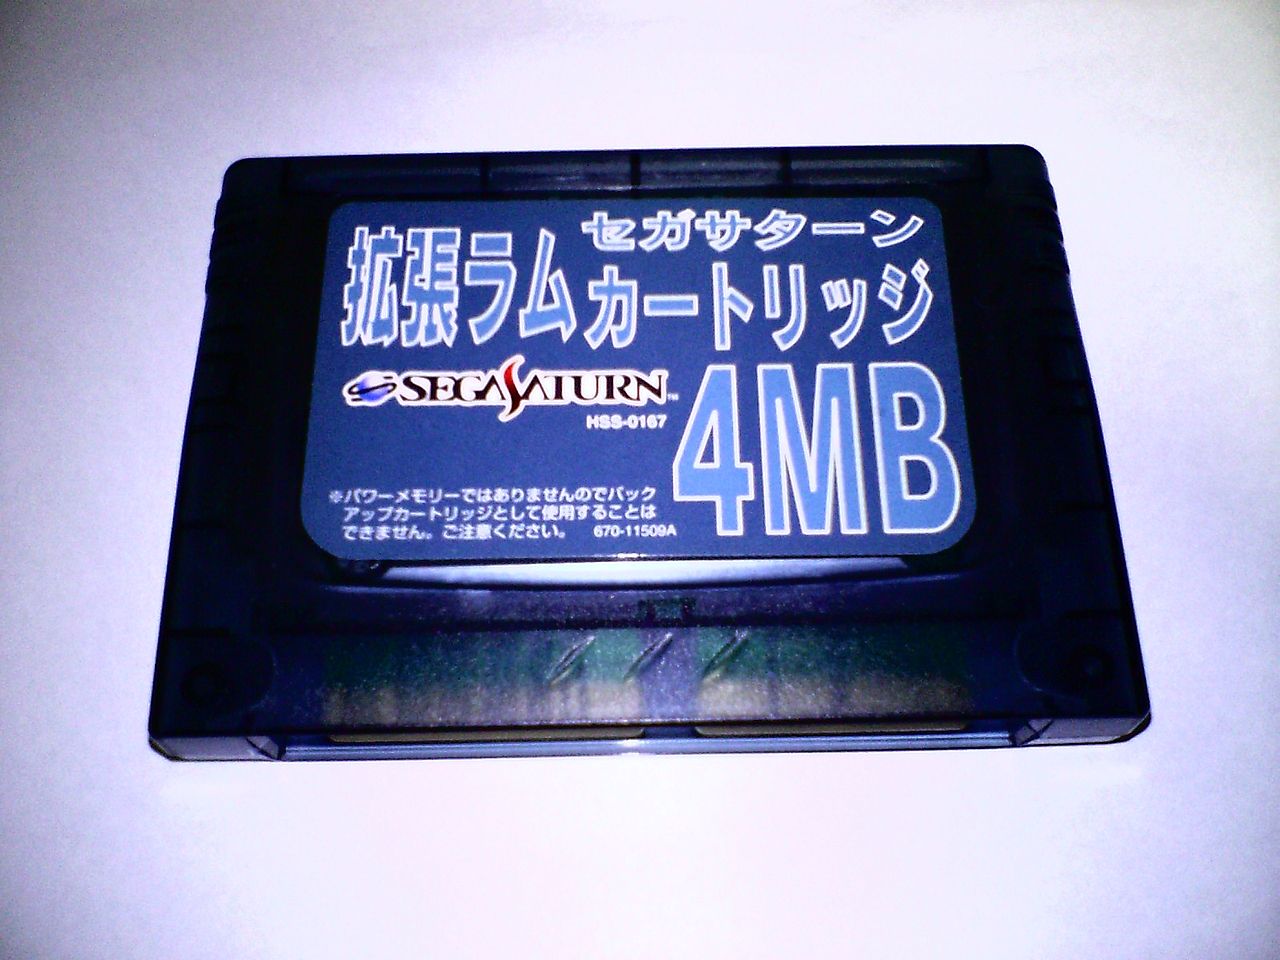 セガサターン
拡張ラムカートリッジ
SEGASATURN™
HSS-0167
4MB
※パワーメモリーではありませんのでバック
アップカートリッジとして使用することは
できません。ご注意ください。 670-11509A